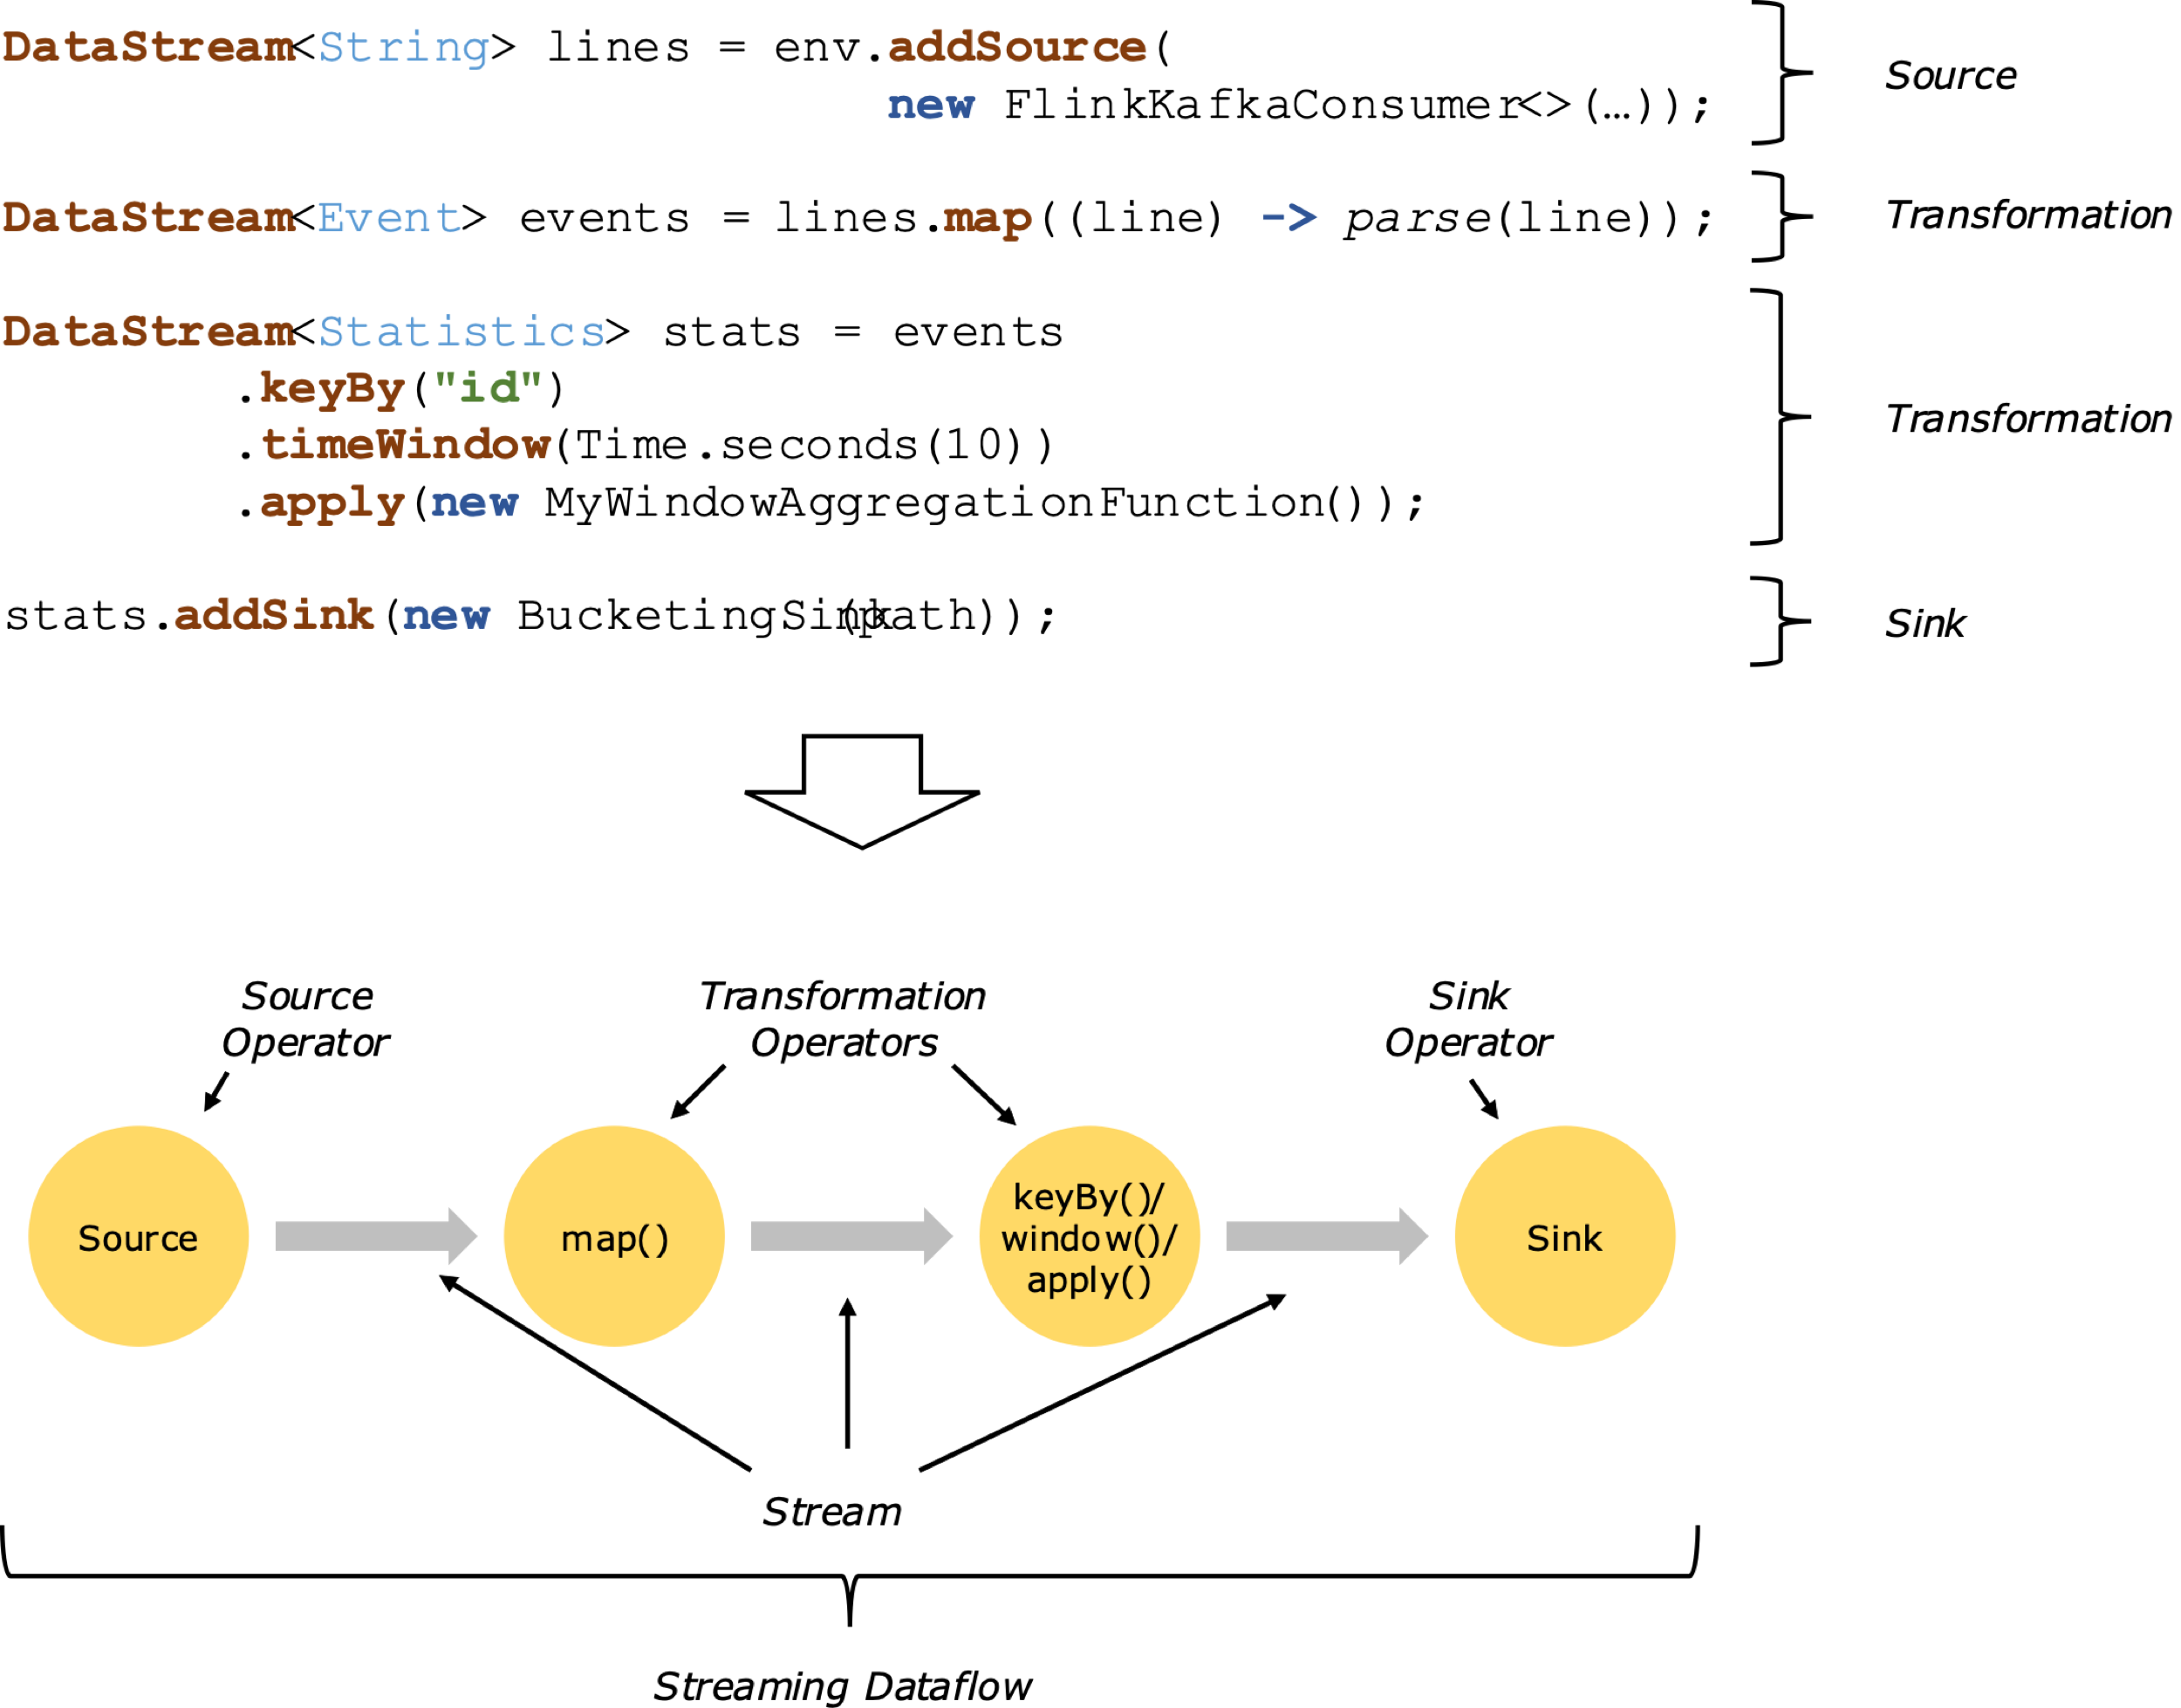 DataStream<String> lines = env.addSource(
new FlinkKafkaConsumer<>(…));
Source
DataStream<Event> events = lines.map((line) -> parse(line));
Transformation
DataStream<Statistics> stats = events
.keyBy("id")
.timeWindow(Time.seconds(10))
.apply(new MyWindowAggregationFunction());
Transformation
stats.addSink(new BucketingSink(path));
Sink
Source
Operator
Transformation
Operators
Sink
Operator
Source
map()
keyBy()/
window()/
apply()
Sink
Stream
Streaming Dataflow